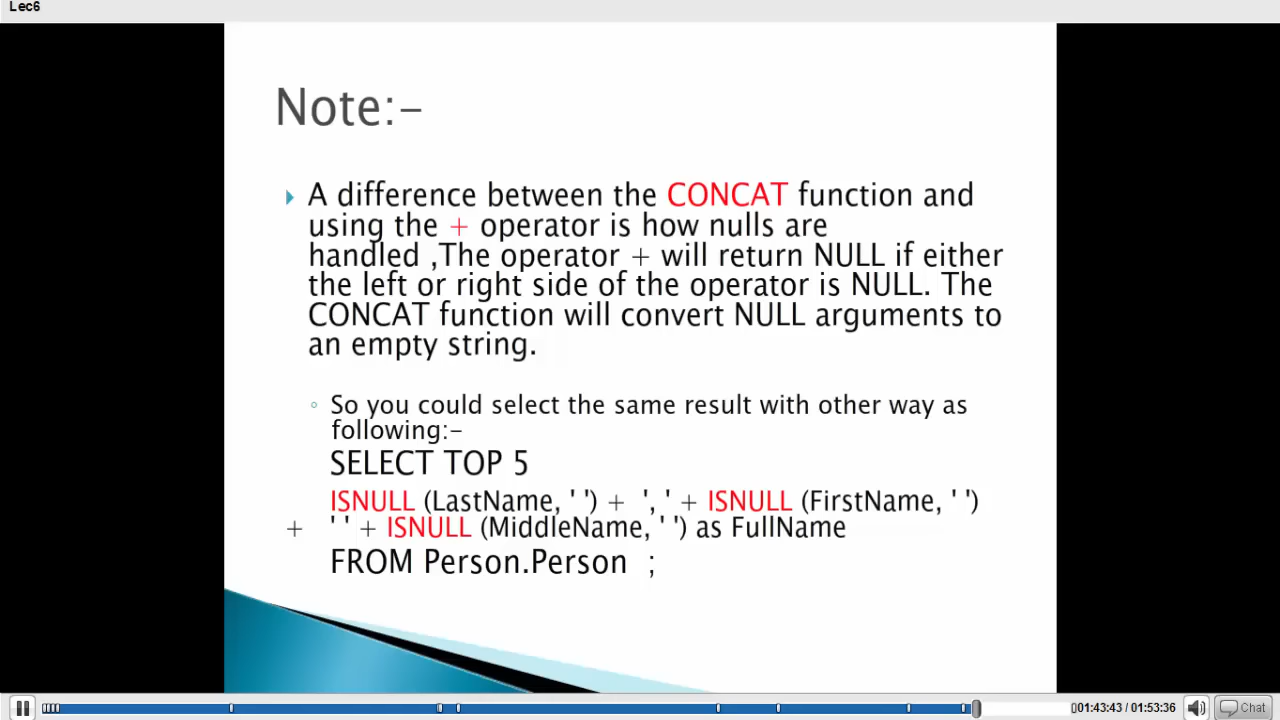 Lec6
Note:-
A difference between the CONCAT function and
using the + operator is how nulls are
handled ,The operator + will return NULL if either
the left or right side of the operator is NULL. The
CONCAT function will convert NULL arguments to
an empty string.
So you could select the same result with other way as
following:-
SELECT TOP 5
ISNULL (LastName, ' ') + ', ' + ISNULL (FirstName, ' ')
+ ' ' + ISNULL (MiddleName, ' ') as FullName
FROM Person.Person ;
01:43:43 / 01:53:36 Chat